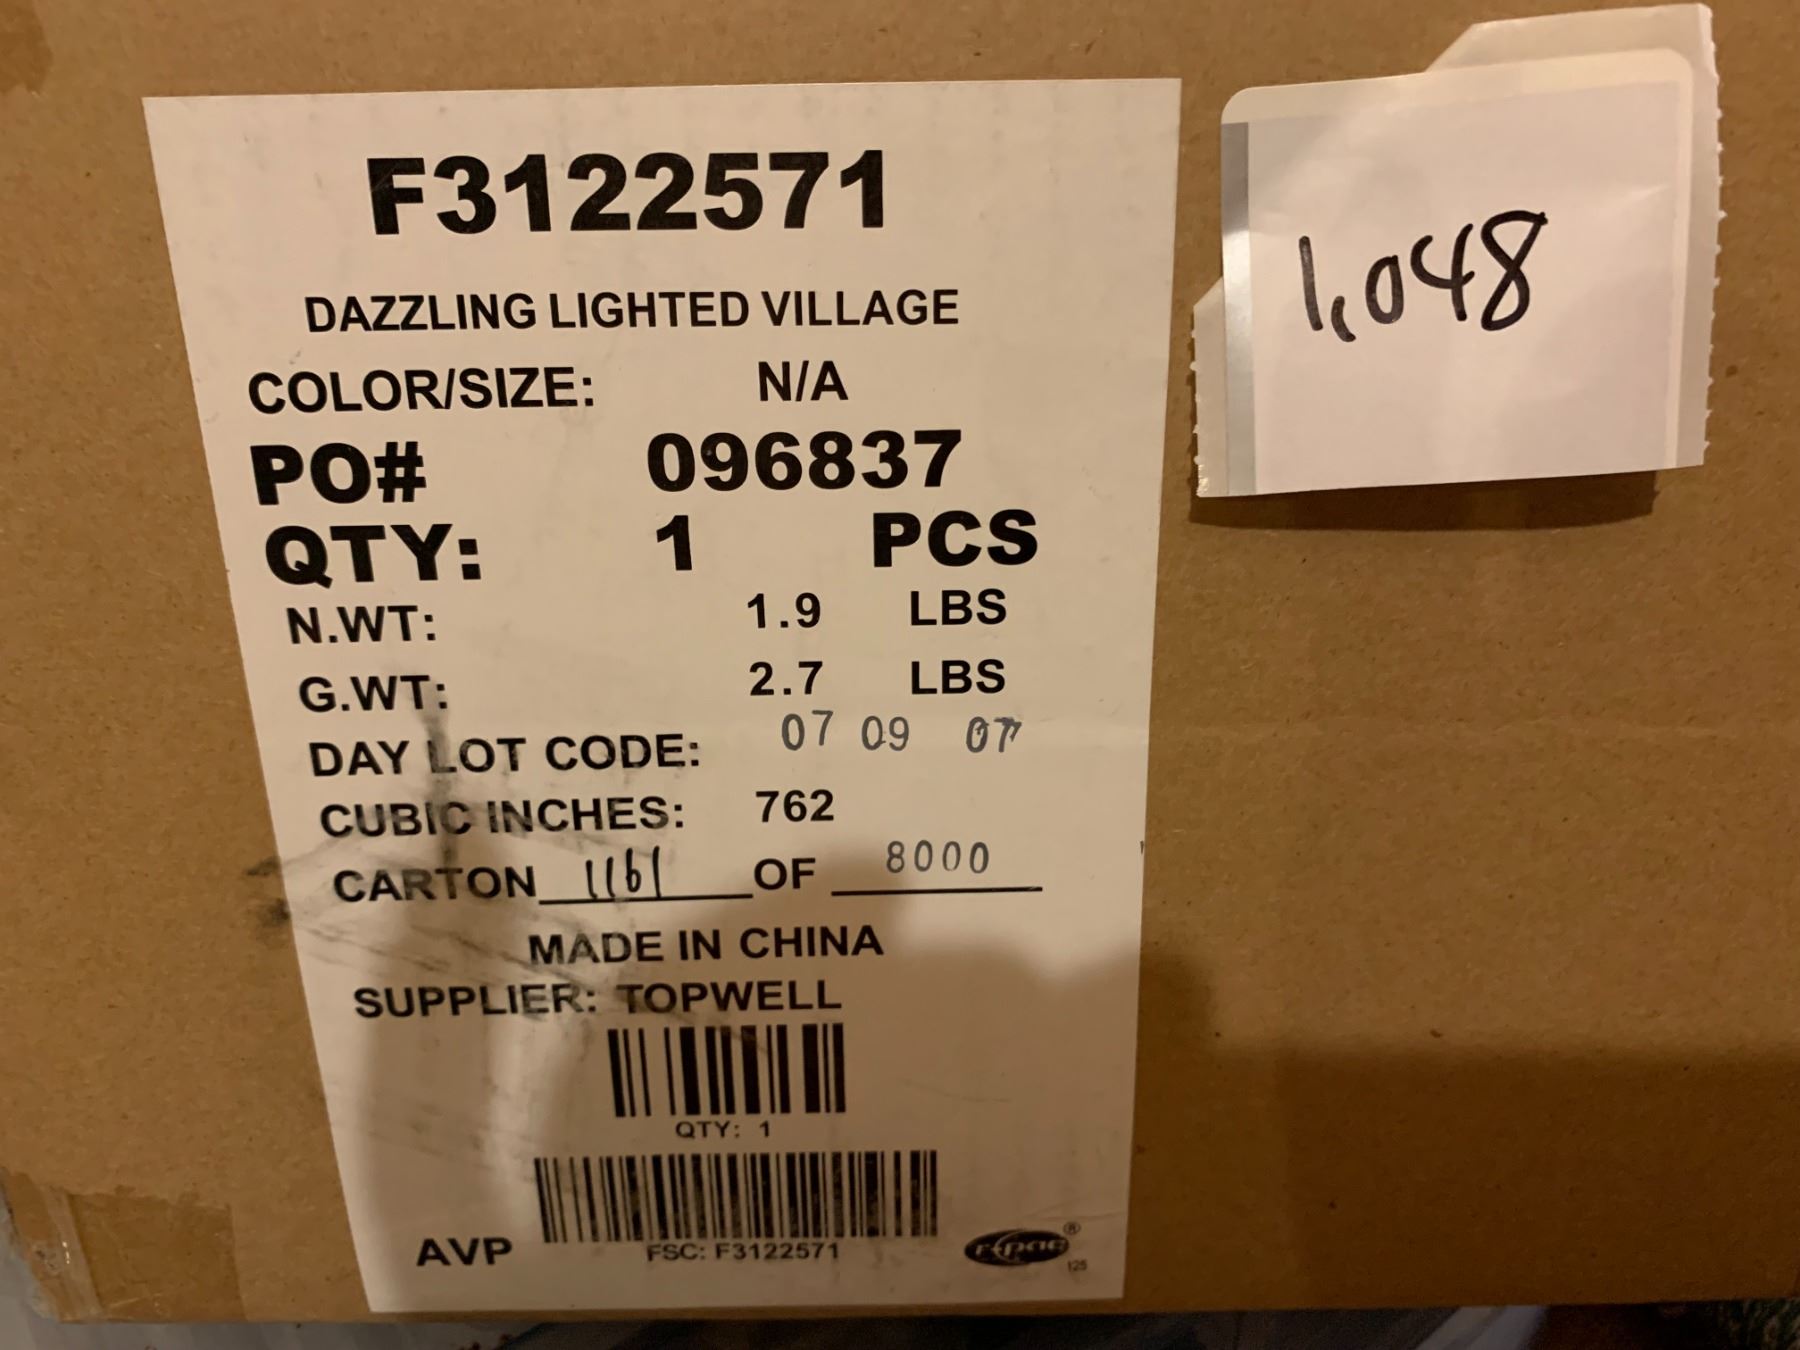 F3122571
DAZZLING LIGHTED VILLAGE
COLOR/SIZE: N/A
PO# 096837
QTY: 1 PCS
N.WT: 1.9 LBS
G.WT: 2.7 LBS
DAY LOT CODE: 07 09 07
CUBIC INCHES: 762
CARTON 1161 OF 8000
MADE IN CHINA
SUPPLIER: TOPWELL
QTY: 1
AVP
FSC: F3122571
r-pac ®
125
1,048